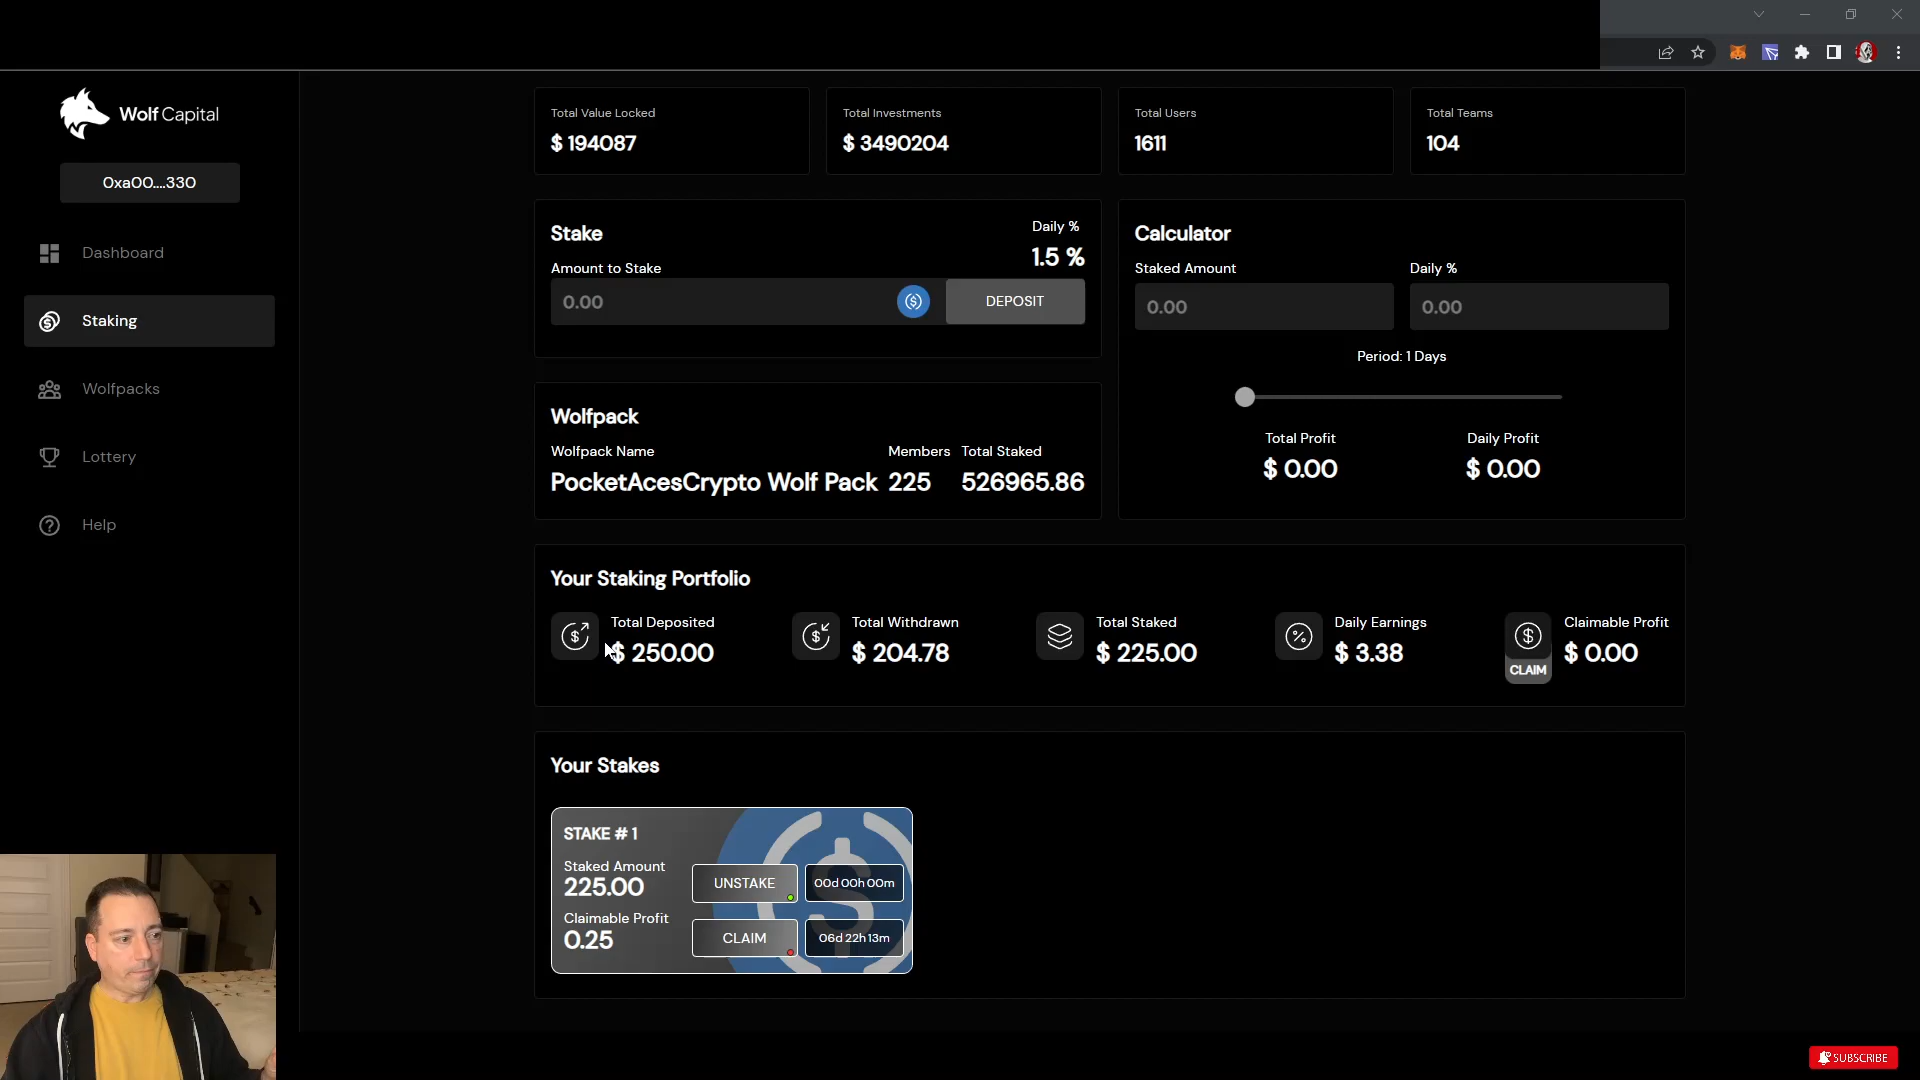 Wolf Capital
0xa00....330
Dashboard
Staking
Wolfpacks
Lottery
Help
Total Value Locked
$ 194087
Total Investments
$ 3490204
Total Users
1611
Total Teams
104
Stake
Daily %
1.5 %
Amount to Stake
0.00
DEPOSIT
Calculator
Staked Amount
Daily %
0.00
0.00
Period: 1 Days
Total Profit
Daily Profit
$ 0.00
$ 0.00
Wolfpack
Wolfpack Name
Members
Total Staked
PocketAcesCrypto Wolf Pack
225
526965.86
Your Staking Portfolio
Total Deposited
$ 250.00
Total Withdrawn
$ 204.78
Total Staked
$ 225.00
Daily Earnings
$ 3.38
Claimable Profit
$ 0.00
CLAIM
Your Stakes
STAKE # 1
Staked Amount
225.00
UNSTAKE
00d 00h 00m
Claimable Profit
0.25
CLAIM
06d 22h 13m
SUBSCRIBE